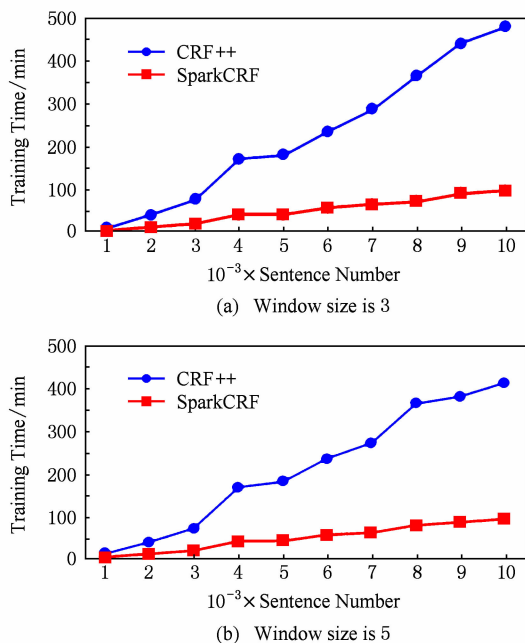 500
400
300
200
100
0
Training Time/min
CRF++
SparkCRF
1 2 3 4 5 6 7 8 9 10
10⁻³× Sentence Number
(a) Window size is 3
500
400
300
200
100
0
Training Time/min
CRF++
SparkCRF
1 2 3 4 5 6 7 8 9 10
10⁻³× Sentence Number
(b) Window size is 5